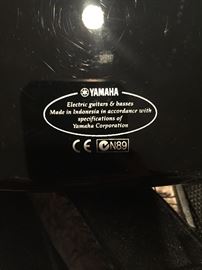 YAMAHA
Electric guitars & basses
Made in Indonesia in accordance with
specifications of
Yamaha Corporation
CE N89